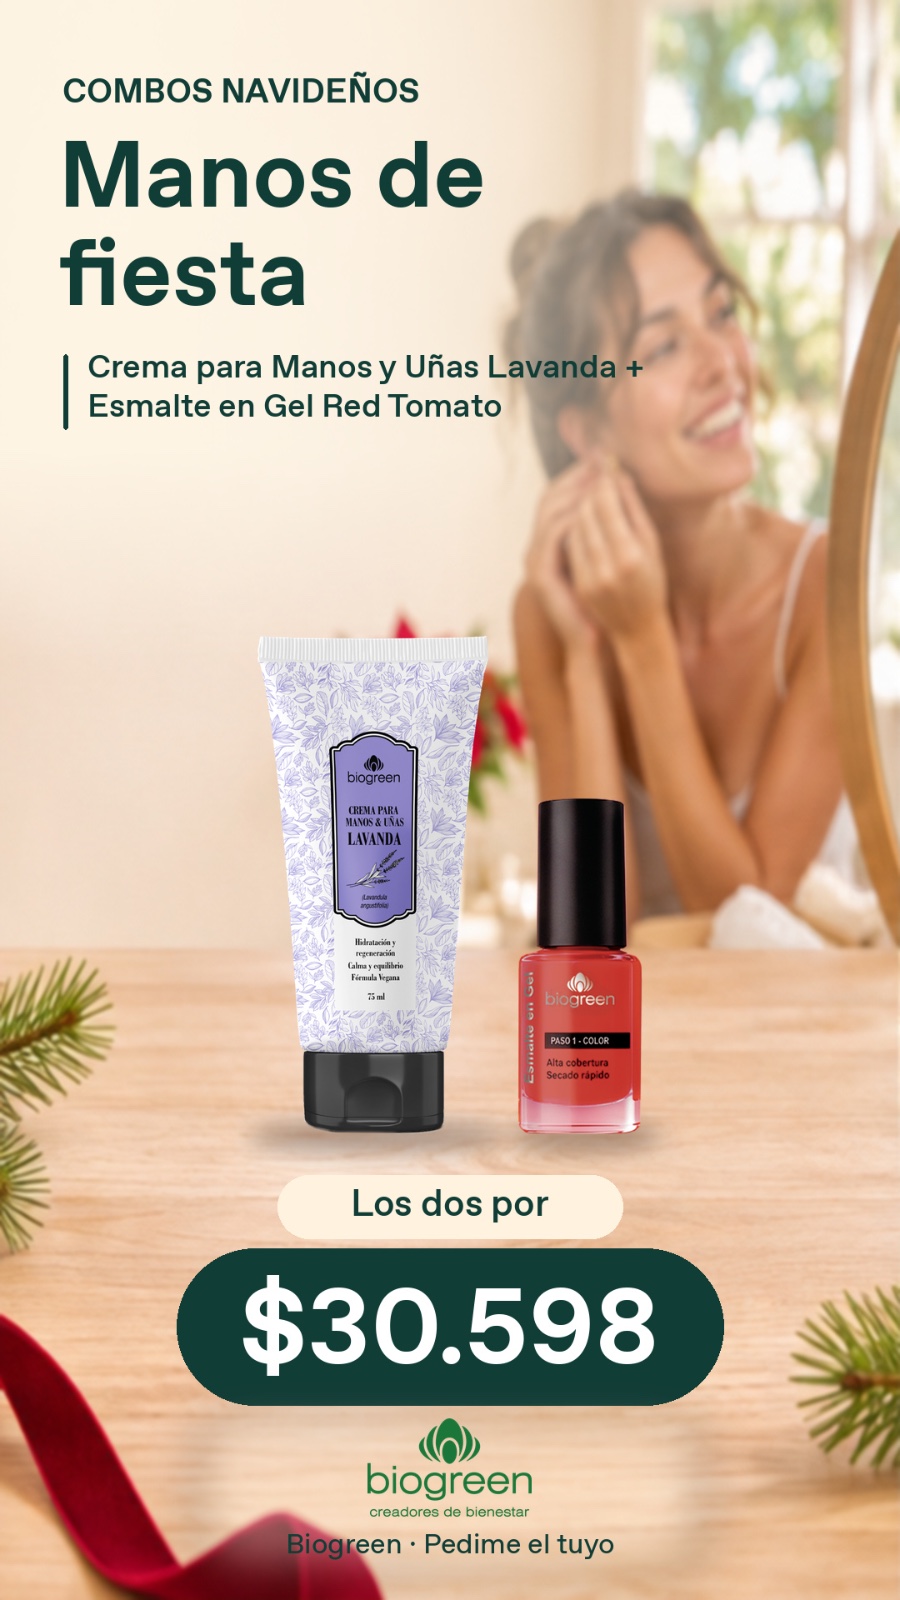 COMBOS NAVIDEÑOS
Manos de
fiesta
Crema para Manos y Uñas Lavanda +
Esmalte en Gel Red Tomato
biogreen
CREMA PARA
MANOS & UÑAS
LAVANDA
(Lavandula
angustifolia)
Hidratación y
regeneración
Calma y equilibrio
Fórmula Vegana
75 ml
Esmalte en Gel
biogreen
PASO 1 - COLOR
Alta cobertura
Secado rápido
Los dos por
$30.598
biogreen
creadores de bienestar
Biogreen · Pedime el tuyo